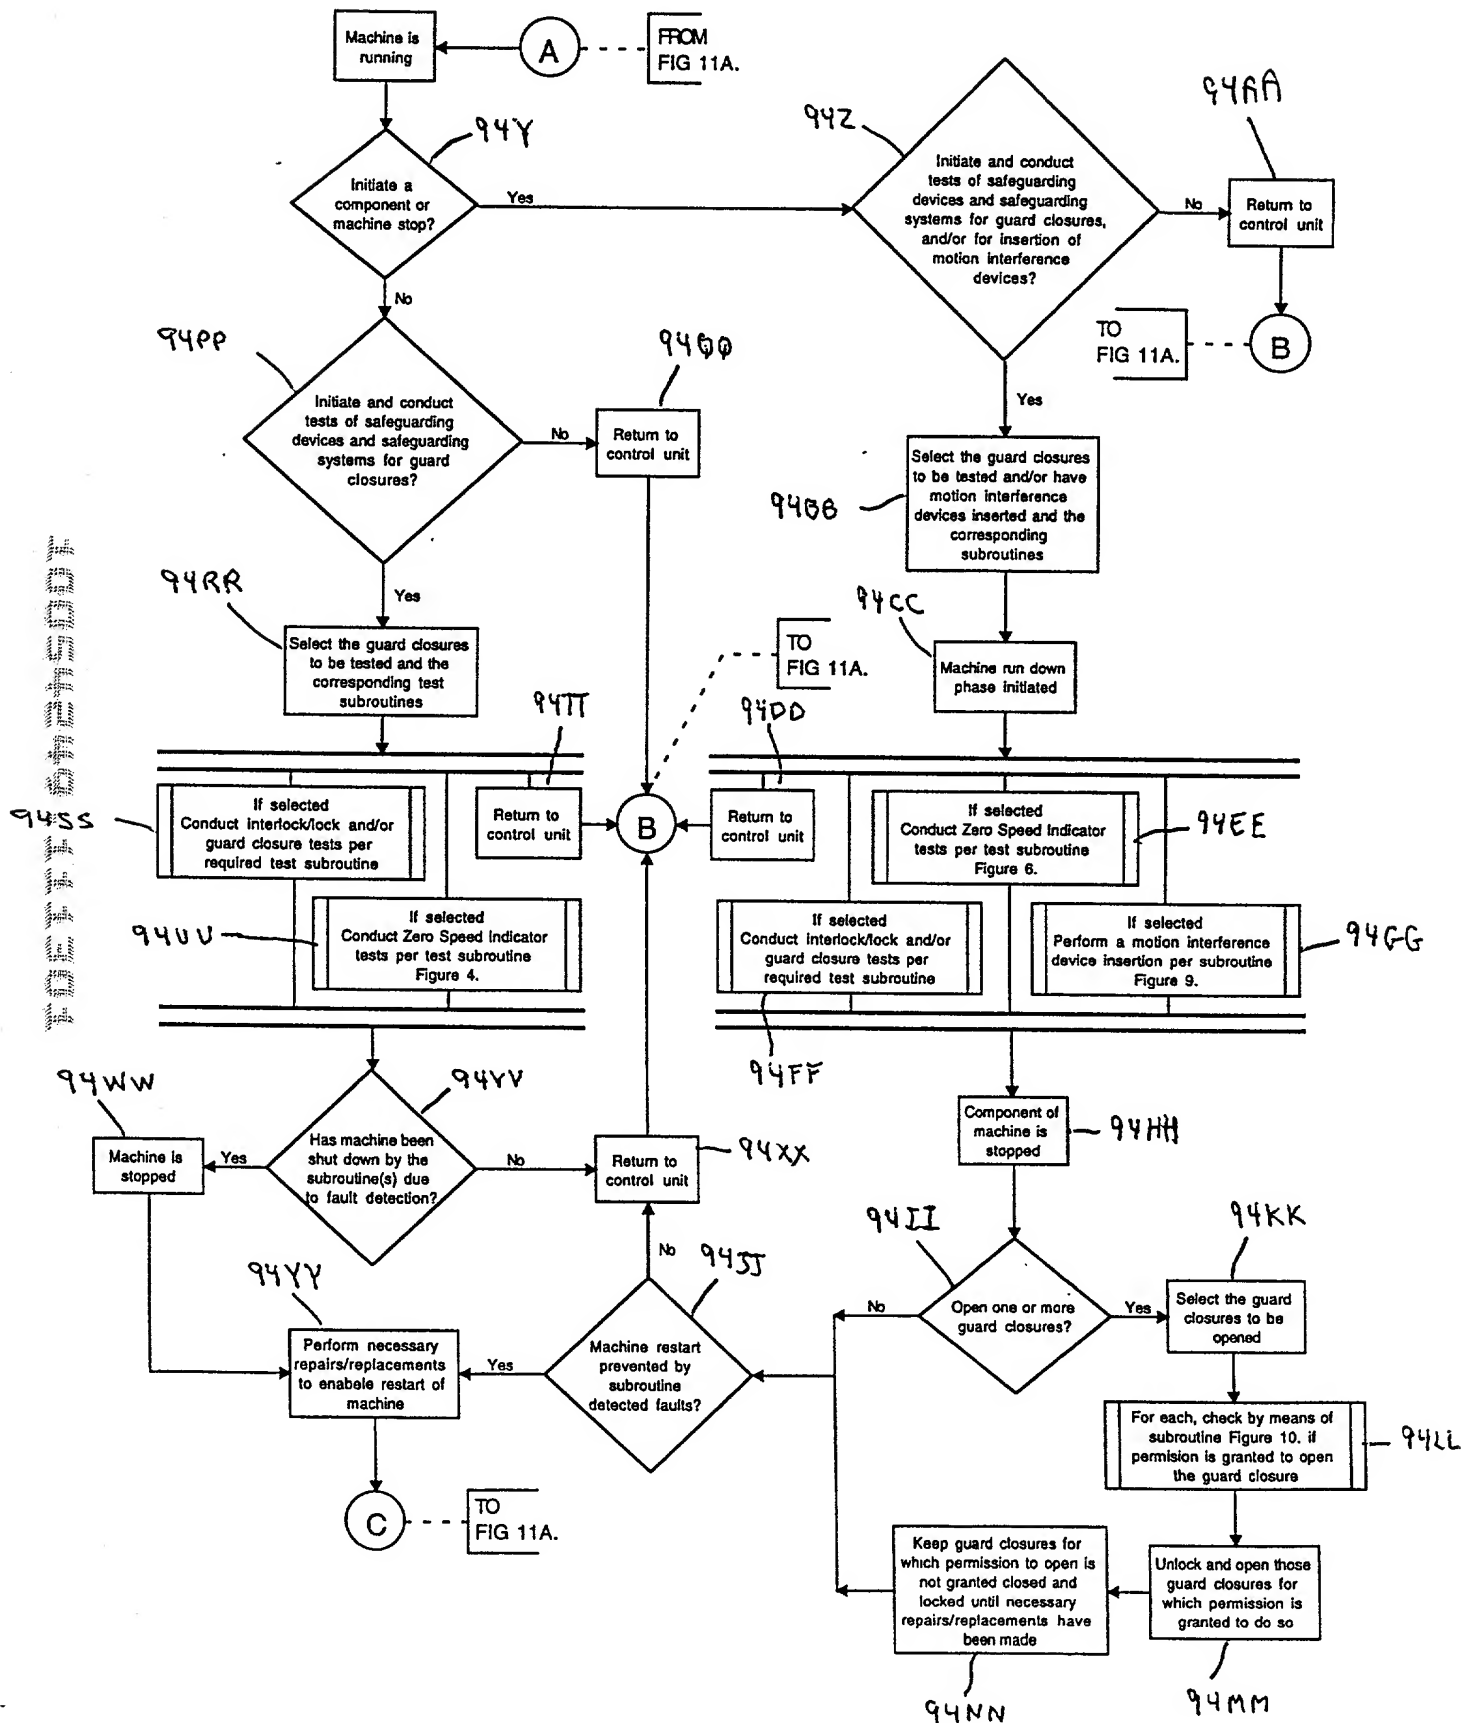 Machine is
running
A
FROM
FIG 11A.
94Y
Initiate a
component or
machine stop?
Yes
No
94Z
Initiate and conduct
tests of safeguarding
devices and safeguarding
systems for guard closures,
and/or for insertion of
motion interference
devices?
No
94AA
Return to
control unit
TO
FIG 11A.
B
Yes
94PP
Initiate and conduct
tests of safeguarding
devices and safeguarding
systems for guard
closures?
No
94QQ
Return to
control unit
Yes
94BB
Select the guard closures
to be tested and/or have
motion interference
devices inserted and the
corresponding
subroutines
94RR
Select the guard closures
to be tested and the
corresponding test
subroutines
94CC
Machine run down
phase initiated
TO
FIG 11A.
94TT
Return to
control unit
B
94DD
Return to
control unit
94SS
If selected
Conduct interlock/lock and/or
guard closure tests per
required test subroutine
94UU
If selected
Conduct Zero Speed Indicator
tests per test subroutine
Figure 4.
If selected
Conduct Zero Speed Indicator
tests per test subroutine
Figure 6.
94EE
If selected
Conduct interlock/lock and/or
guard closure tests per
required test subroutine
94FF
If selected
Perform a motion interference
device insertion per subroutine
Figure 9.
94GG
94WW
Machine is
stopped
Yes
94VV
Has machine been
shut down by the
subroutine(s) due
to fault detection?
No
Return to
control unit
94XX
Component of
machine is
stopped
94HH
94II
Open one or more
guard closures?
No
Yes
94KK
Select the guard
closures to be
opened
94YY
Perform necessary
repairs/replacements
to enabele restart of
machine
Yes
No
94JJ
Machine restart
prevented by
subroutine
detected faults?
For each, check by means of
subroutine Figure 10. if
permision is granted to open
the guard closure
94LL
C
TO
FIG 11A.
Keep guard closures for
which permission to open is
not granted closed and
locked until necessary
repairs/replacements have
been made
94NN
Unlock and open those
guard closures for
which permission is
granted to do so
94MM